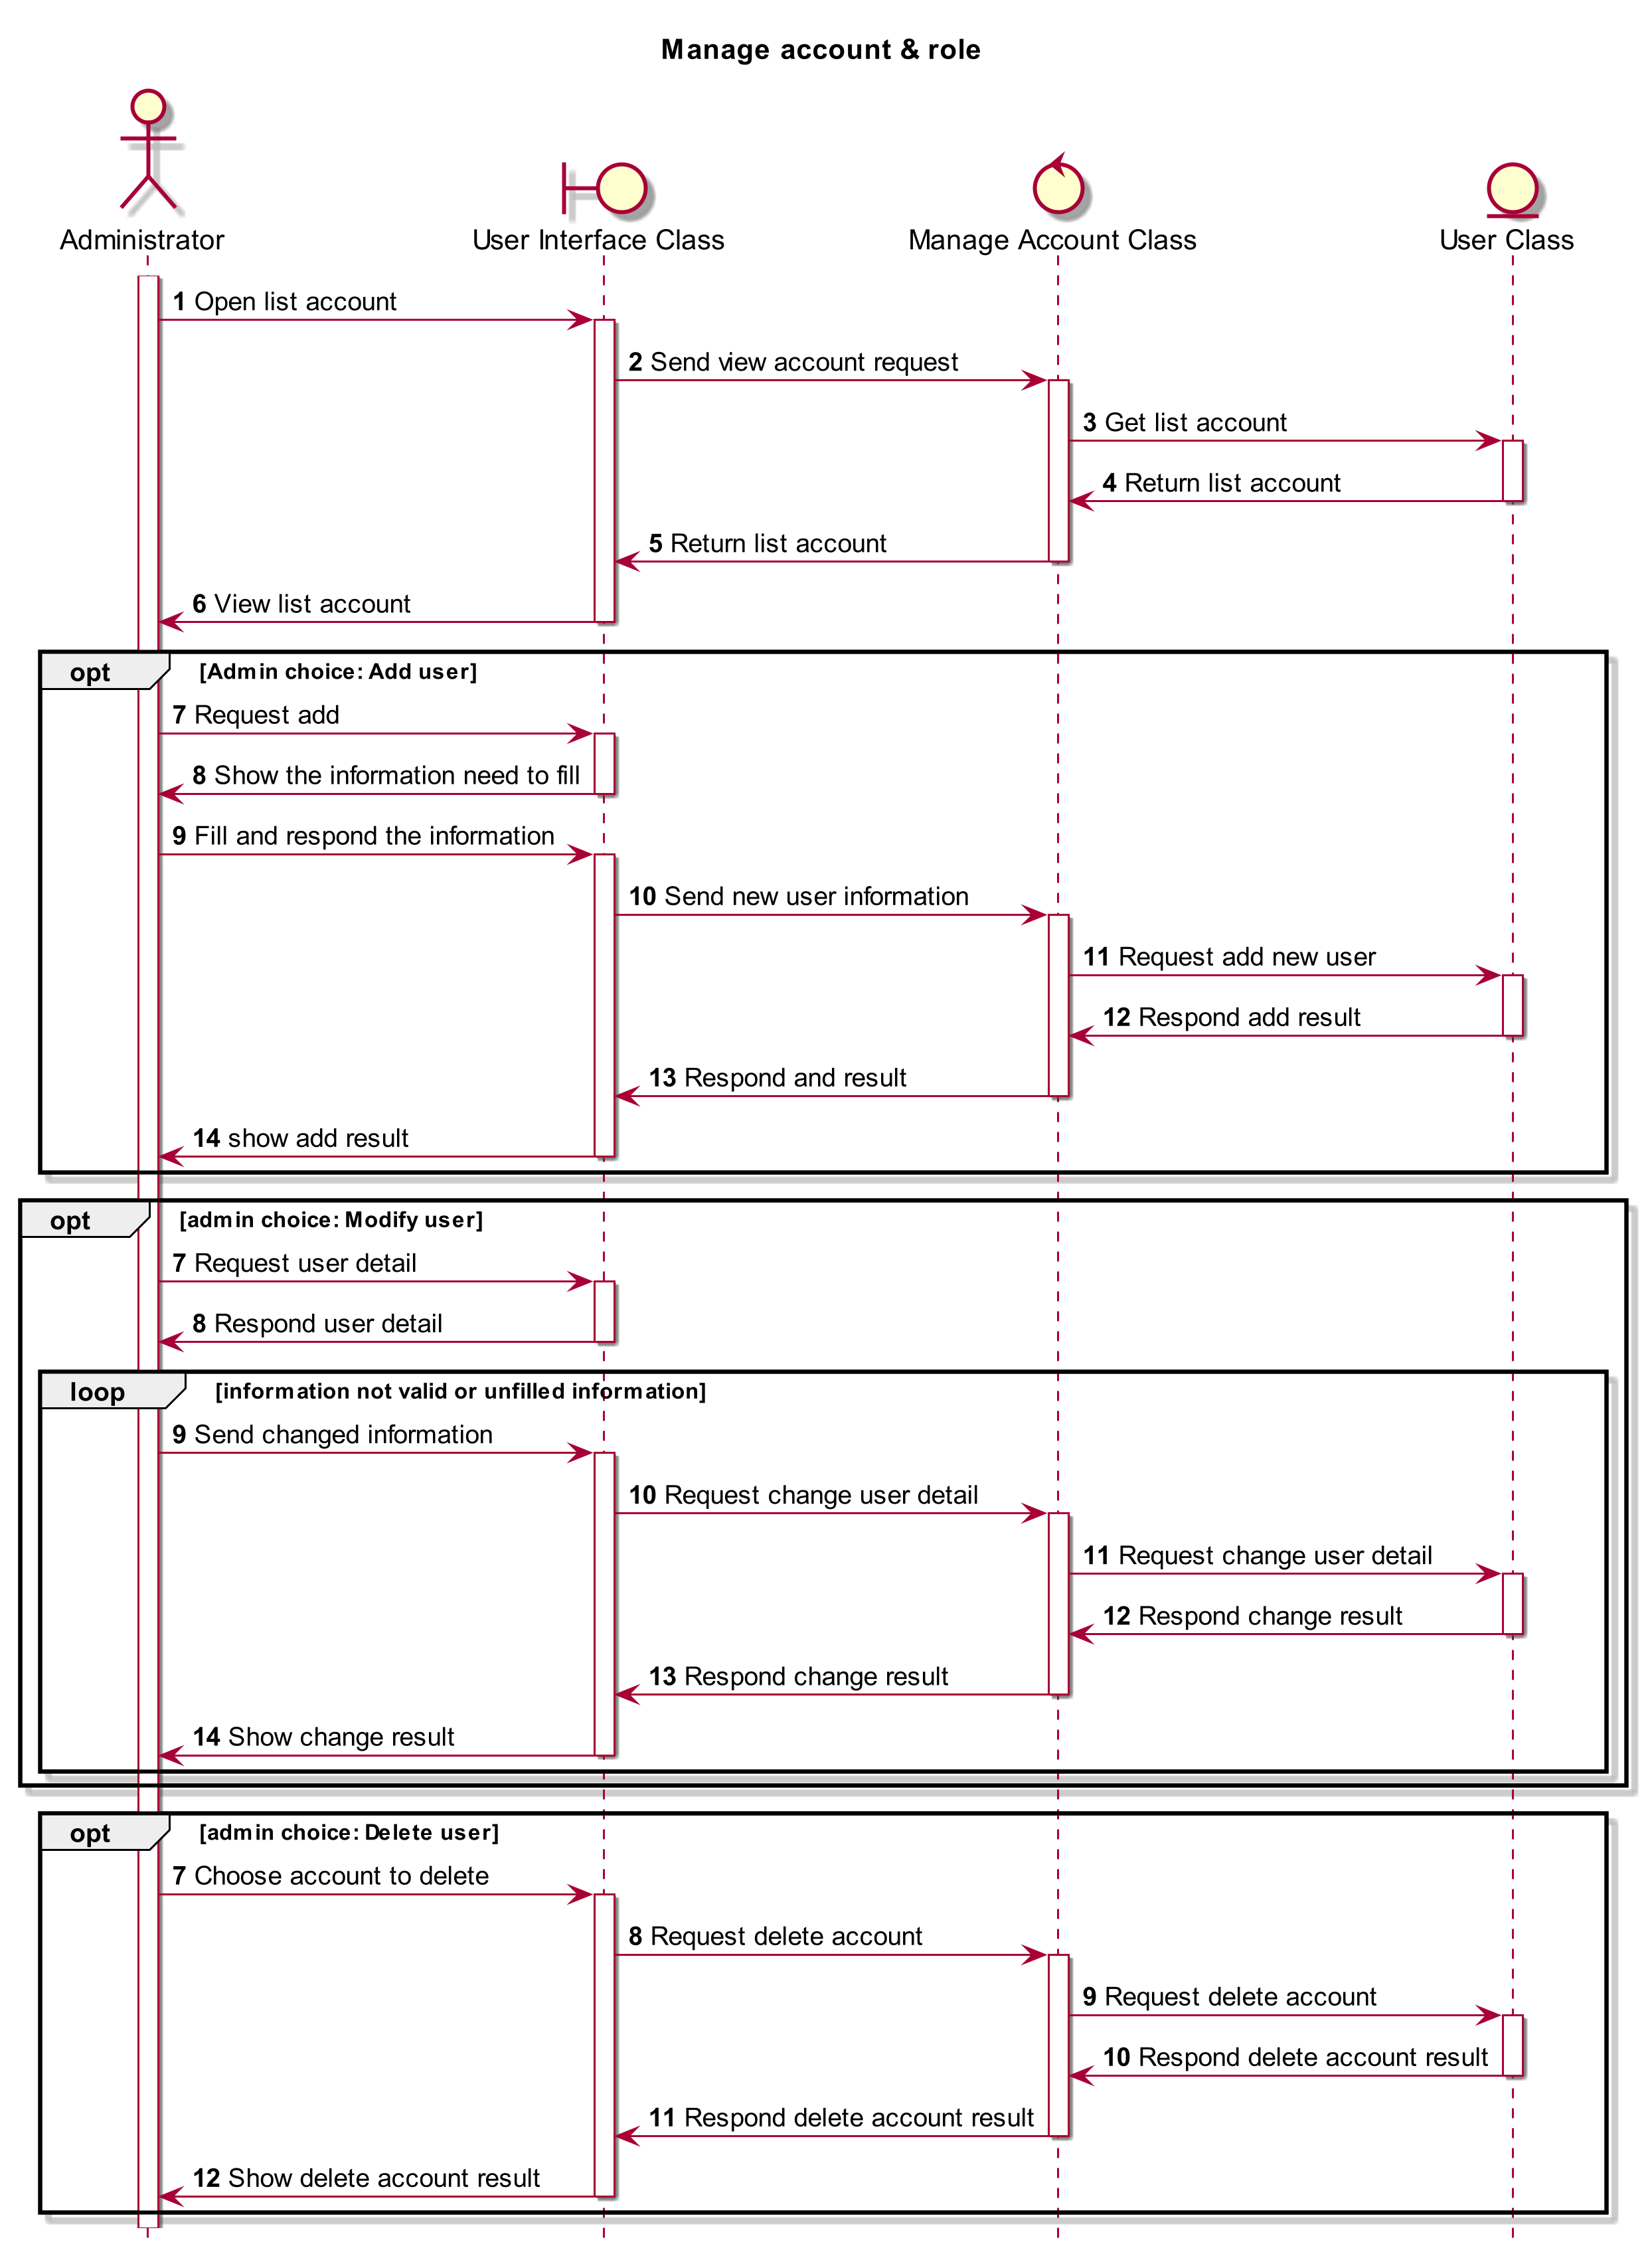 Manage account & role
Administrator
User Interface Class
Manage Account Class
User Class
1 Open list account
2 Send view account request
3 Get list account
4 Return list account
5 Return list account
6 View list account
opt [Admin choice: Add user]
7 Request add
8 Show the information need to fill
9 Fill and respond the information
10 Send new user information
11 Request add new user
12 Respond add result
13 Respond and result
14 show add result
opt [admin choice: Modify user]
7 Request user detail
8 Respond user detail
loop [information not valid or unfilled information]
9 Send changed information
10 Request change user detail
11 Request change user detail
12 Respond change result
13 Respond change result
14 Show change result
opt [admin choice: Delete user]
7 Choose account to delete
8 Request delete account
9 Request delete account
10 Respond delete account result
11 Respond delete account result
12 Show delete account result